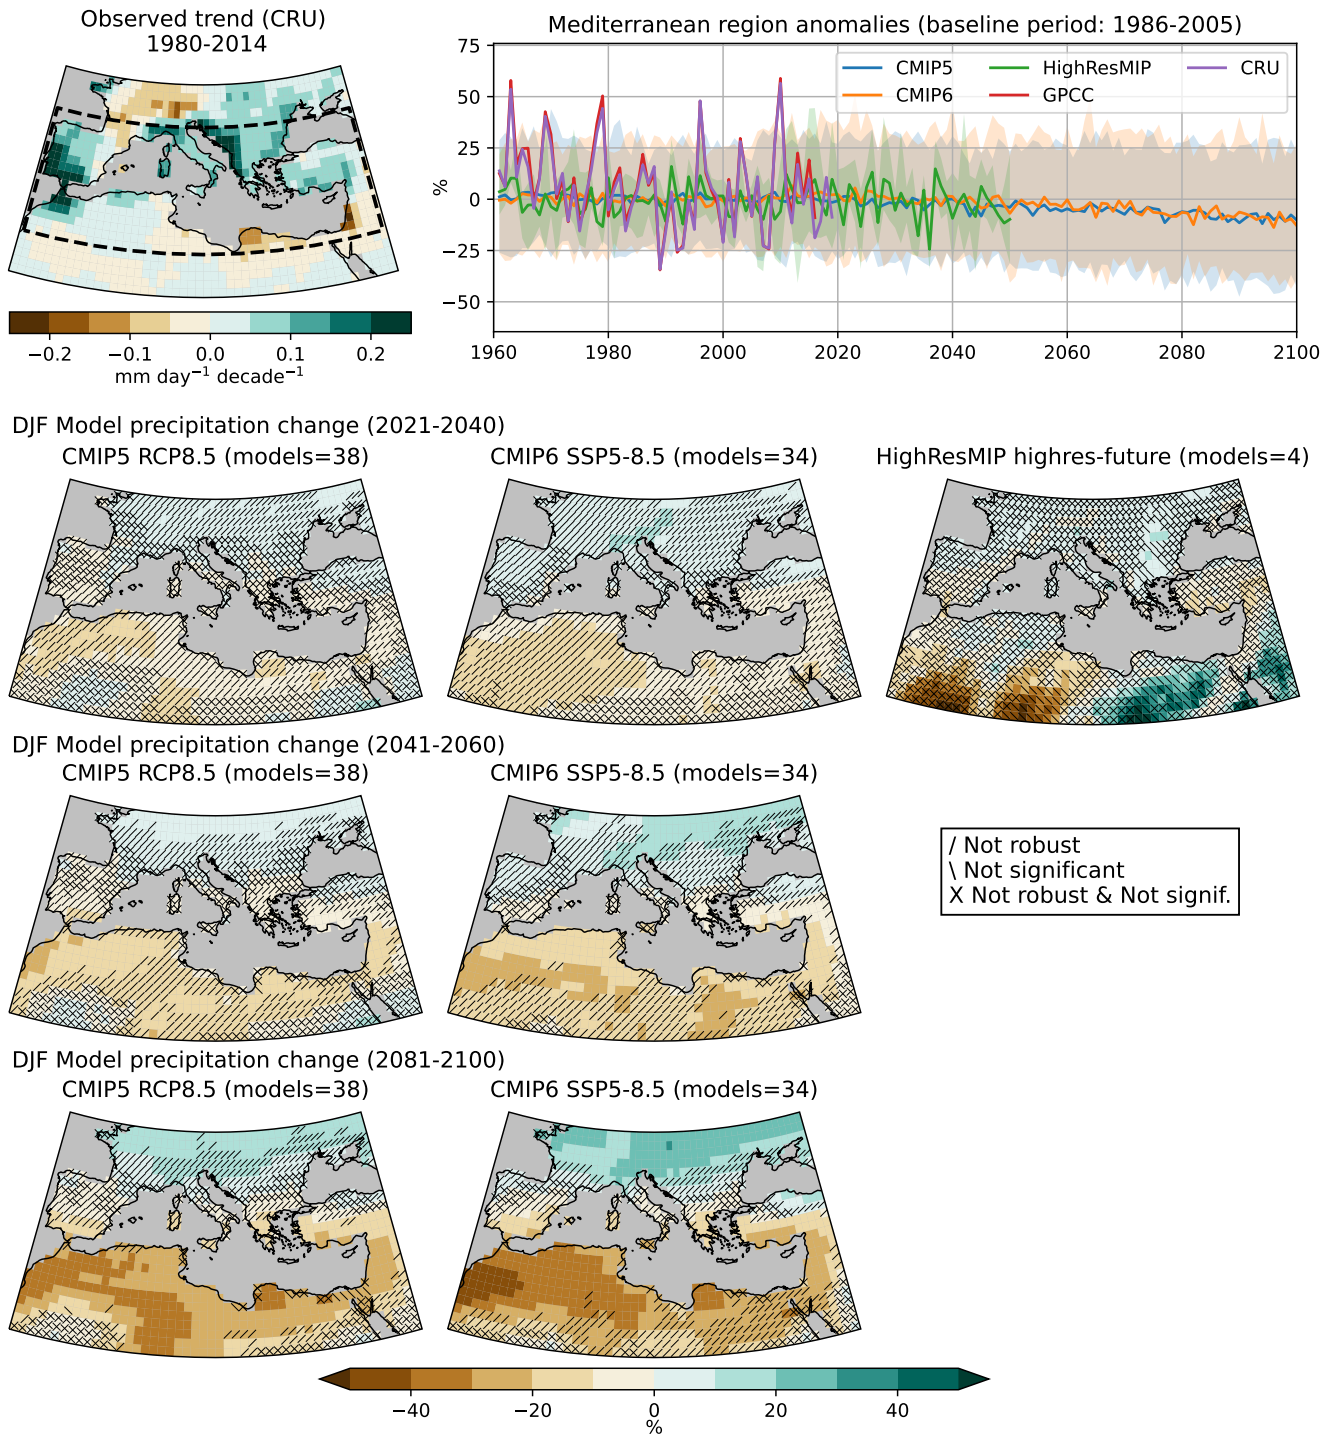 Observed trend (CRU)
1980-2014
−0.2 −0.1 0.0 0.1 0.2
mm day⁻¹ decade⁻¹
Mediterranean region anomalies (baseline period: 1986-2005)
CMIP5 HighResMIP CRU
CMIP6 GPCC
%
75
50
25
0
−25
−50
1960 1980 2000 2020 2040 2060 2080 2100
DJF Model precipitation change (2021-2040)
CMIP5 RCP8.5 (models=38) CMIP6 SSP5-8.5 (models=34) HighResMIP highres-future (models=4)
DJF Model precipitation change (2041-2060)
CMIP5 RCP8.5 (models=38) CMIP6 SSP5-8.5 (models=34)
/ Not robust
\ Not significant
X Not robust & Not signif.
DJF Model precipitation change (2081-2100)
CMIP5 RCP8.5 (models=38) CMIP6 SSP5-8.5 (models=34)
−40 −20 0 20 40
%